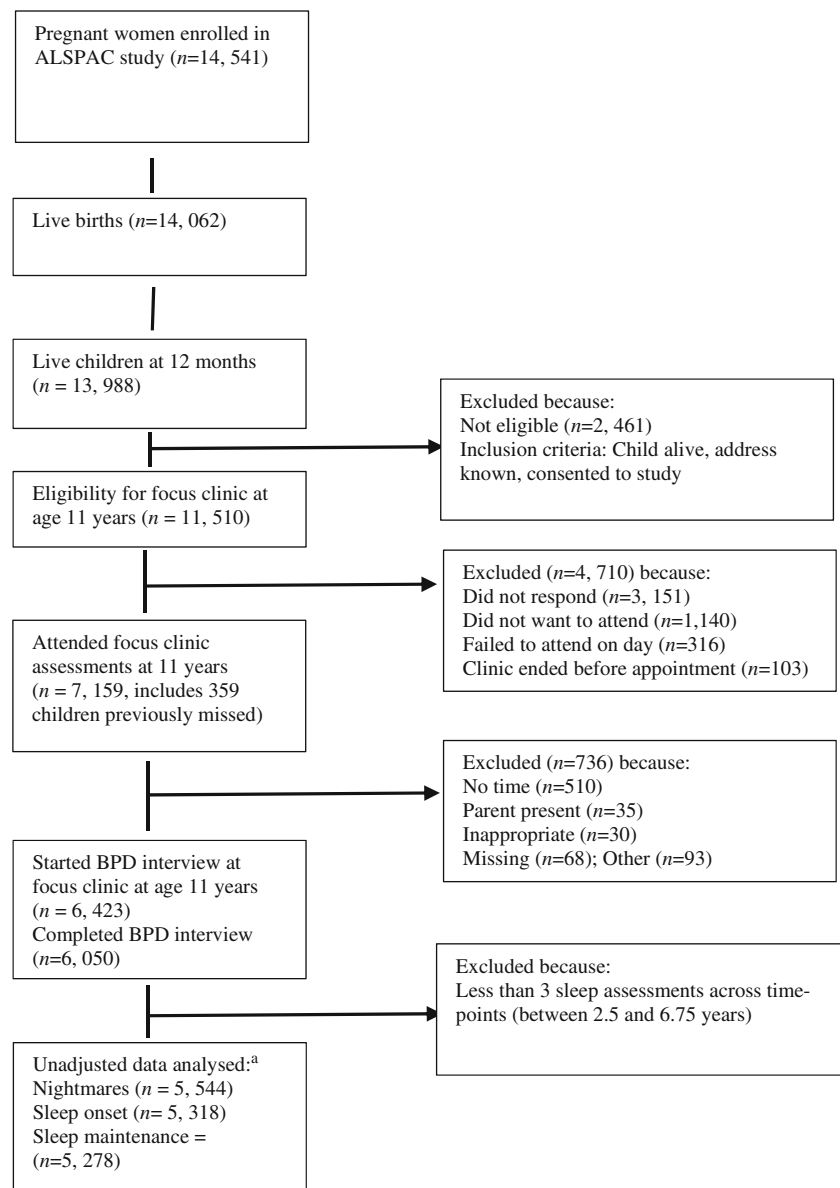 Pregnant women enrolled in
ALSPAC study (n=14, 541)
Live births (n=14, 062)
Live children at 12 months
(n = 13, 988)
Excluded because:
Not eligible (n=2, 461)
Inclusion criteria: Child alive, address
known, consented to study
Eligibility for focus clinic at
age 11 years (n = 11, 510)
Excluded (n=4, 710) because:
Did not respond (n=3, 151)
Did not want to attend (n=1,140)
Failed to attend on day (n=316)
Clinic ended before appointment (n=103)
Attended focus clinic
assessments at 11 years
(n = 7, 159, includes 359
children previously missed)
Excluded (n=736) because:
No time (n=510)
Parent present (n=35)
Inappropriate (n=30)
Missing (n=68); Other (n=93)
Started BPD interview at
focus clinic at age 11 years
(n = 6, 423)
Completed BPD interview
(n=6, 050)
Excluded because:
Less than 3 sleep assessments across time-
points (between 2.5 and 6.75 years)
Unadjusted data analysed:a
Nightmares (n = 5, 544)
Sleep onset (n= 5, 318)
Sleep maintenance =
(n=5, 278)